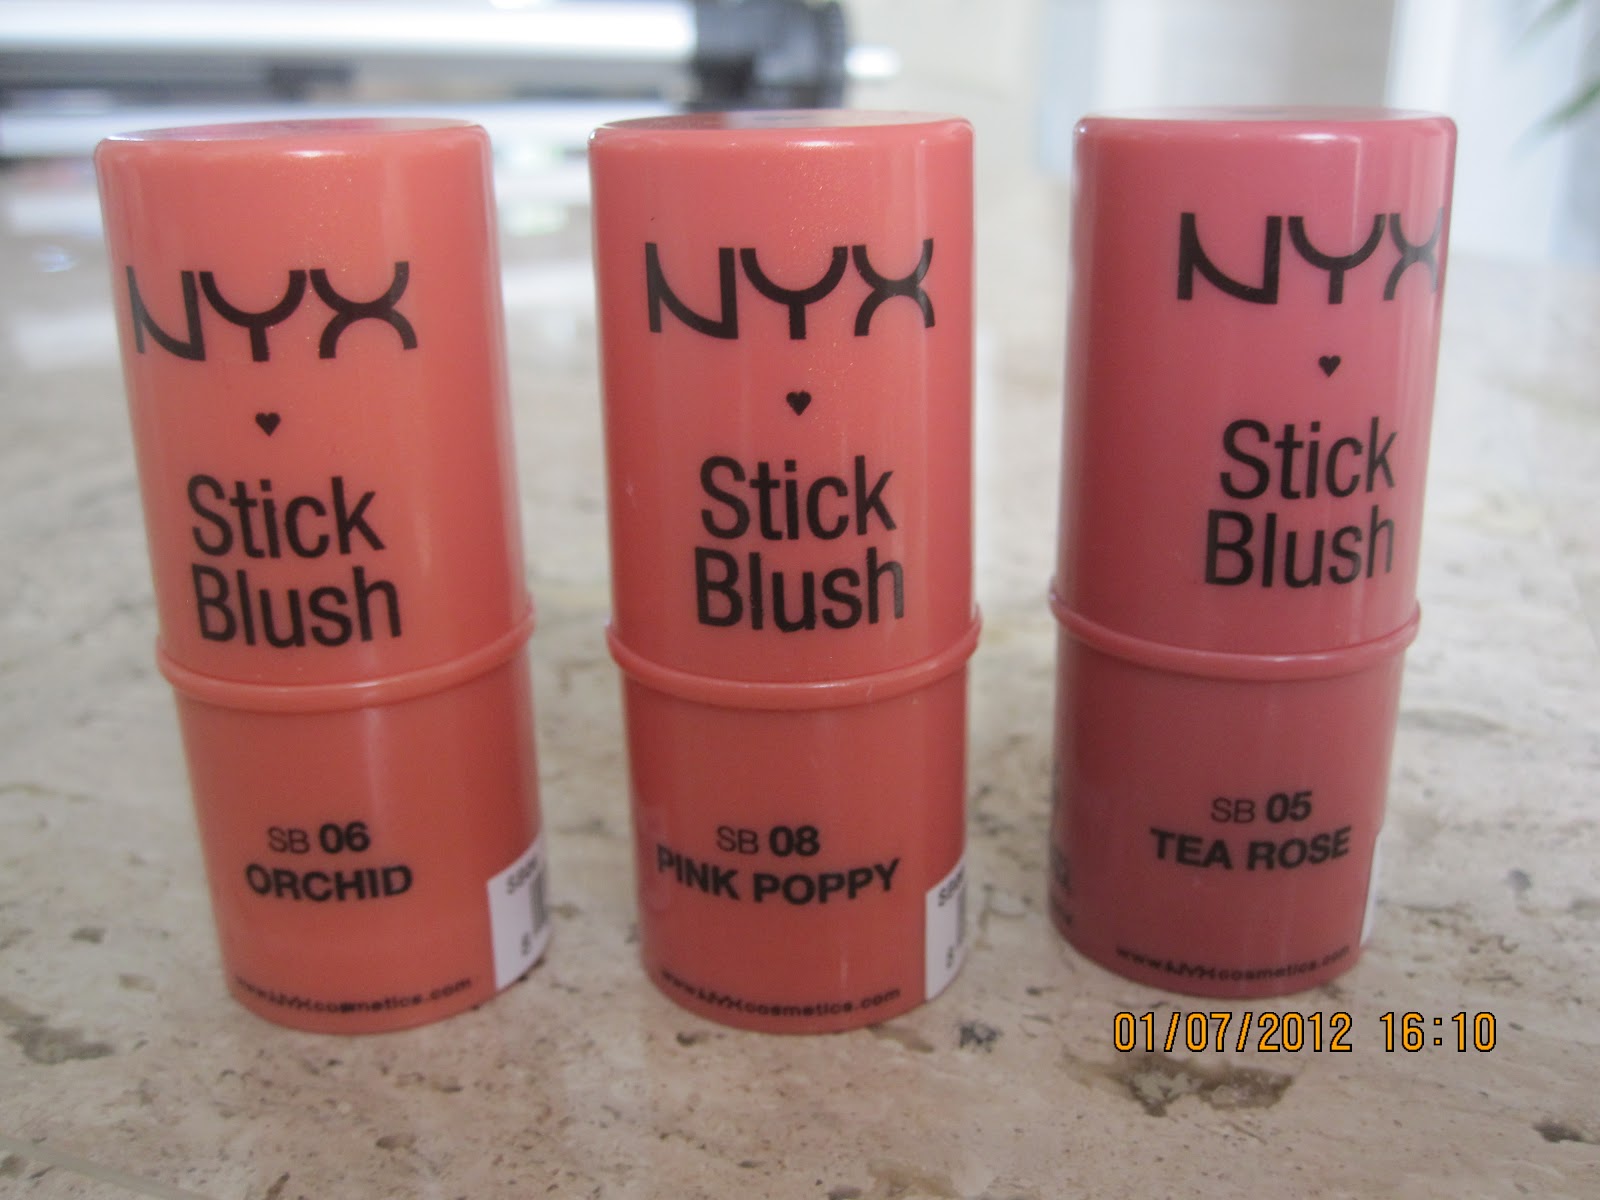 NYX
♥
Stick
Blush
SB 06
ORCHID
www.NYXcosmetics.com
NYX
♥
Stick
Blush
SB 08
PINK POPPY
www.NYXcosmetics.com
NYX
♥
Stick
Blush
SB 05
TEA ROSE
www.NYXcosmetics.com
01/07/2012 16:10